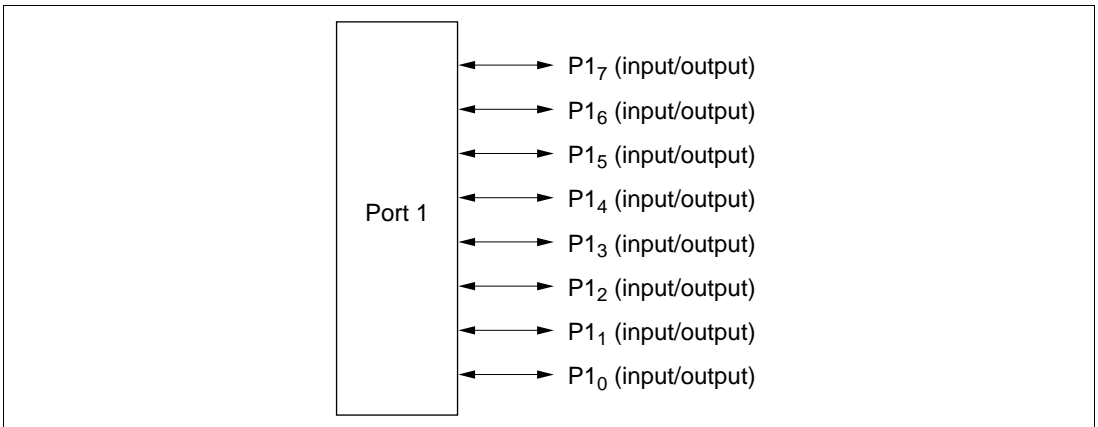 P1₇ (input/output)
P1₆ (input/output)
P1₅ (input/output)
P1₄ (input/output)
Port 1
P1₃ (input/output)
P1₂ (input/output)
P1₁ (input/output)
P1₀ (input/output)